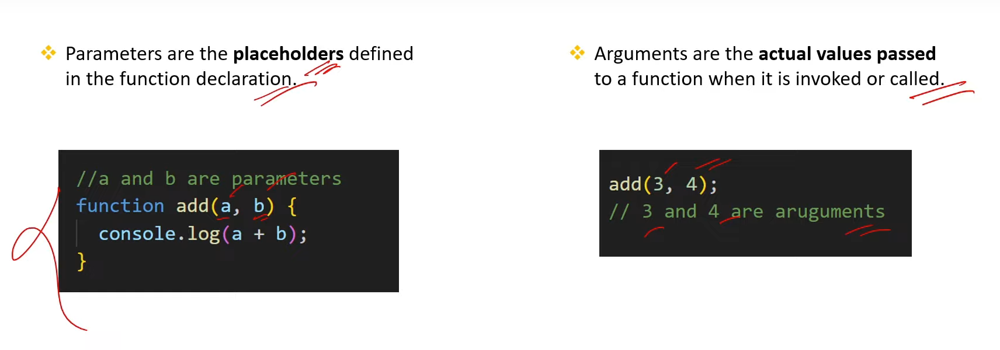 Parameters are the placeholders defined
in the function declaration.
//a and b are parameters
function add(a, b) {
console.log(a + b);
}
Arguments are the actual values passed
to a function when it is invoked or called.
add(3, 4);
// 3 and 4 are aruguments